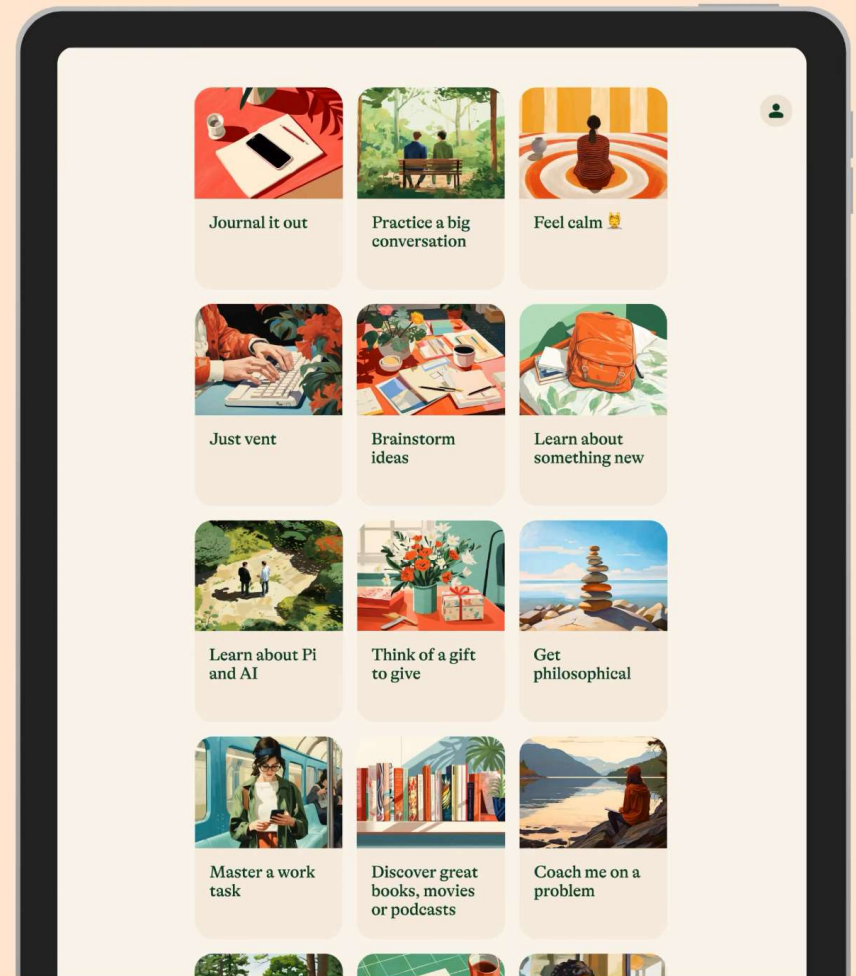 Journal it out
Practice a big
conversation
Feel calm 💆
Just vent
Brainstorm
ideas
Learn about
something new
Learn about Pi
and AI
Think of a gift
to give
Get
philosophical
Master a work
task
Discover great
books, movies
or podcasts
Coach me on a
problem